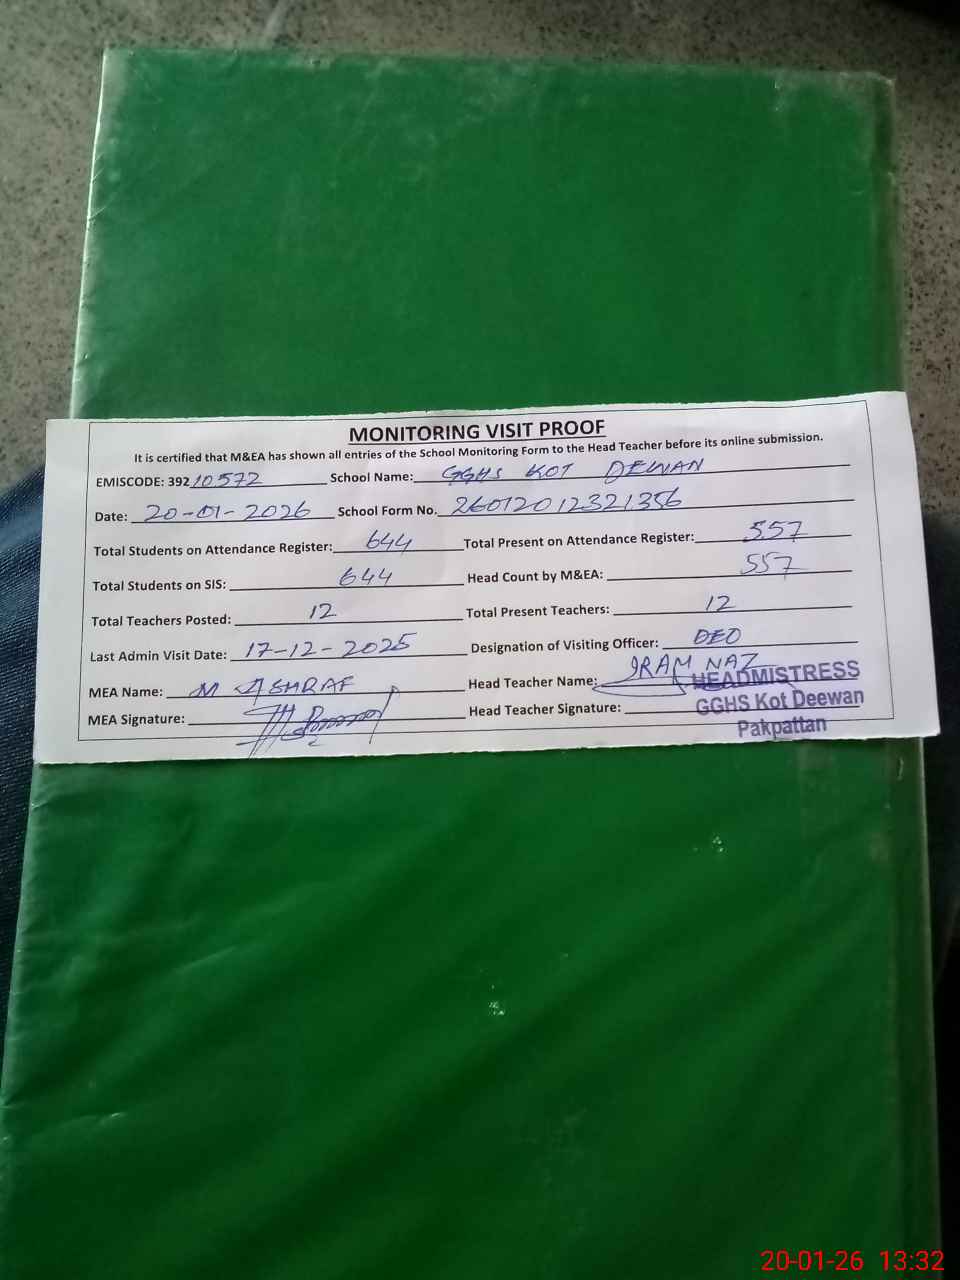 MONITORING VISIT PROOF
It is certified that M&EA has shown all entries of the School Monitoring Form to the Head Teacher before its online submission.
EMISCODE: 39210572 School Name: GGHS KOT DEWAN
Date: 20-01-2026 School Form No. 26012012321356
Total Students on Attendance Register: 644 Total Present on Attendance Register: 557
Total Students on SIS: 644 Head Count by M&EA: 557
Total Teachers Posted: 12 Total Present Teachers: 12
Last Admin Visit Date: 17-12-2025 Designation of Visiting Officer: DEO
MEA Name: M ASHRAF Head Teacher Name: IRAM NAZ
MEA Signature: Head Teacher Signature:
HEADMISTRESS
GGHS Kot Deewan
Pakpattan
20-01-26 13:32